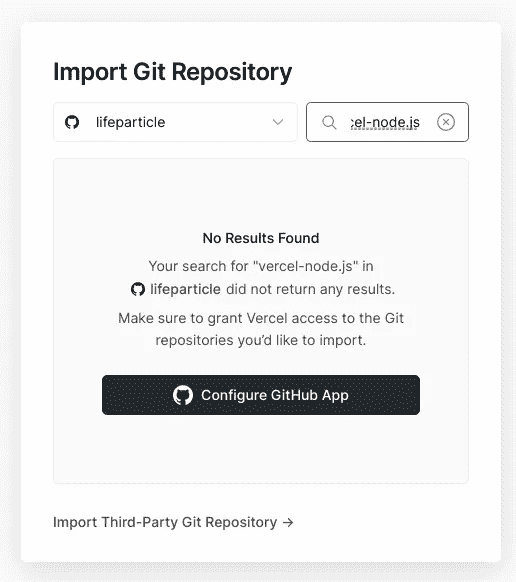 Import Git Repository
lifeparticle
cel-node.js
No Results Found
Your search for "vercel-node.js" in
lifeparticle did not return any results.
Make sure to grant Vercel access to the Git
repositories you'd like to import.
Configure GitHub App
Import Third-Party Git Repository →